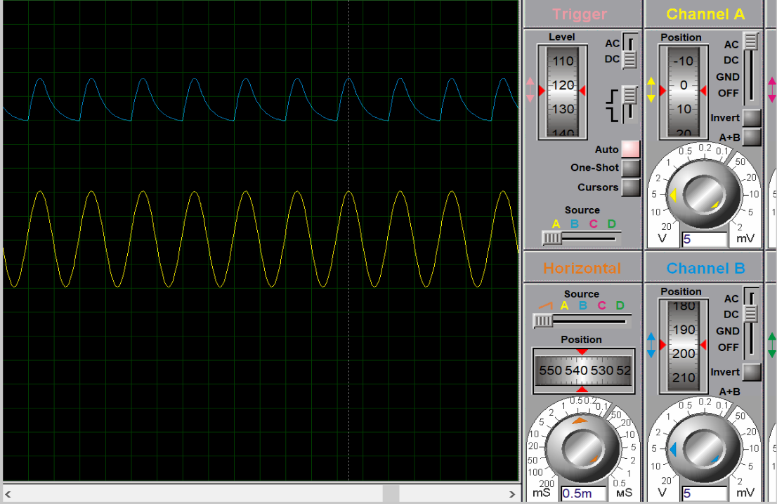 Trigger
Level
110
120
130
140
AC
DC
Auto
One-Shot
Cursors
Source
A B C D
Channel A
Position
-10
0
10
20
AC
DC
GND
OFF
Invert
A+B
5
2
1
0.5
0.2
0.1
50
20
10
5
2
20
10
V
5
mV
Horizontal
Source
A B C D
Position
550 540 530 52
200
100
50
20
10
5
2
1
0.5
0.2
0.1
50
20
10
5
2
1
0.5
mS
0.5m
мS
Channel B
Position
180
190
200
210
AC
DC
GND
OFF
Invert
A+B
20
10
5
2
1
0.5
0.2
0.1
50
20
10
5
2
V
5
mV